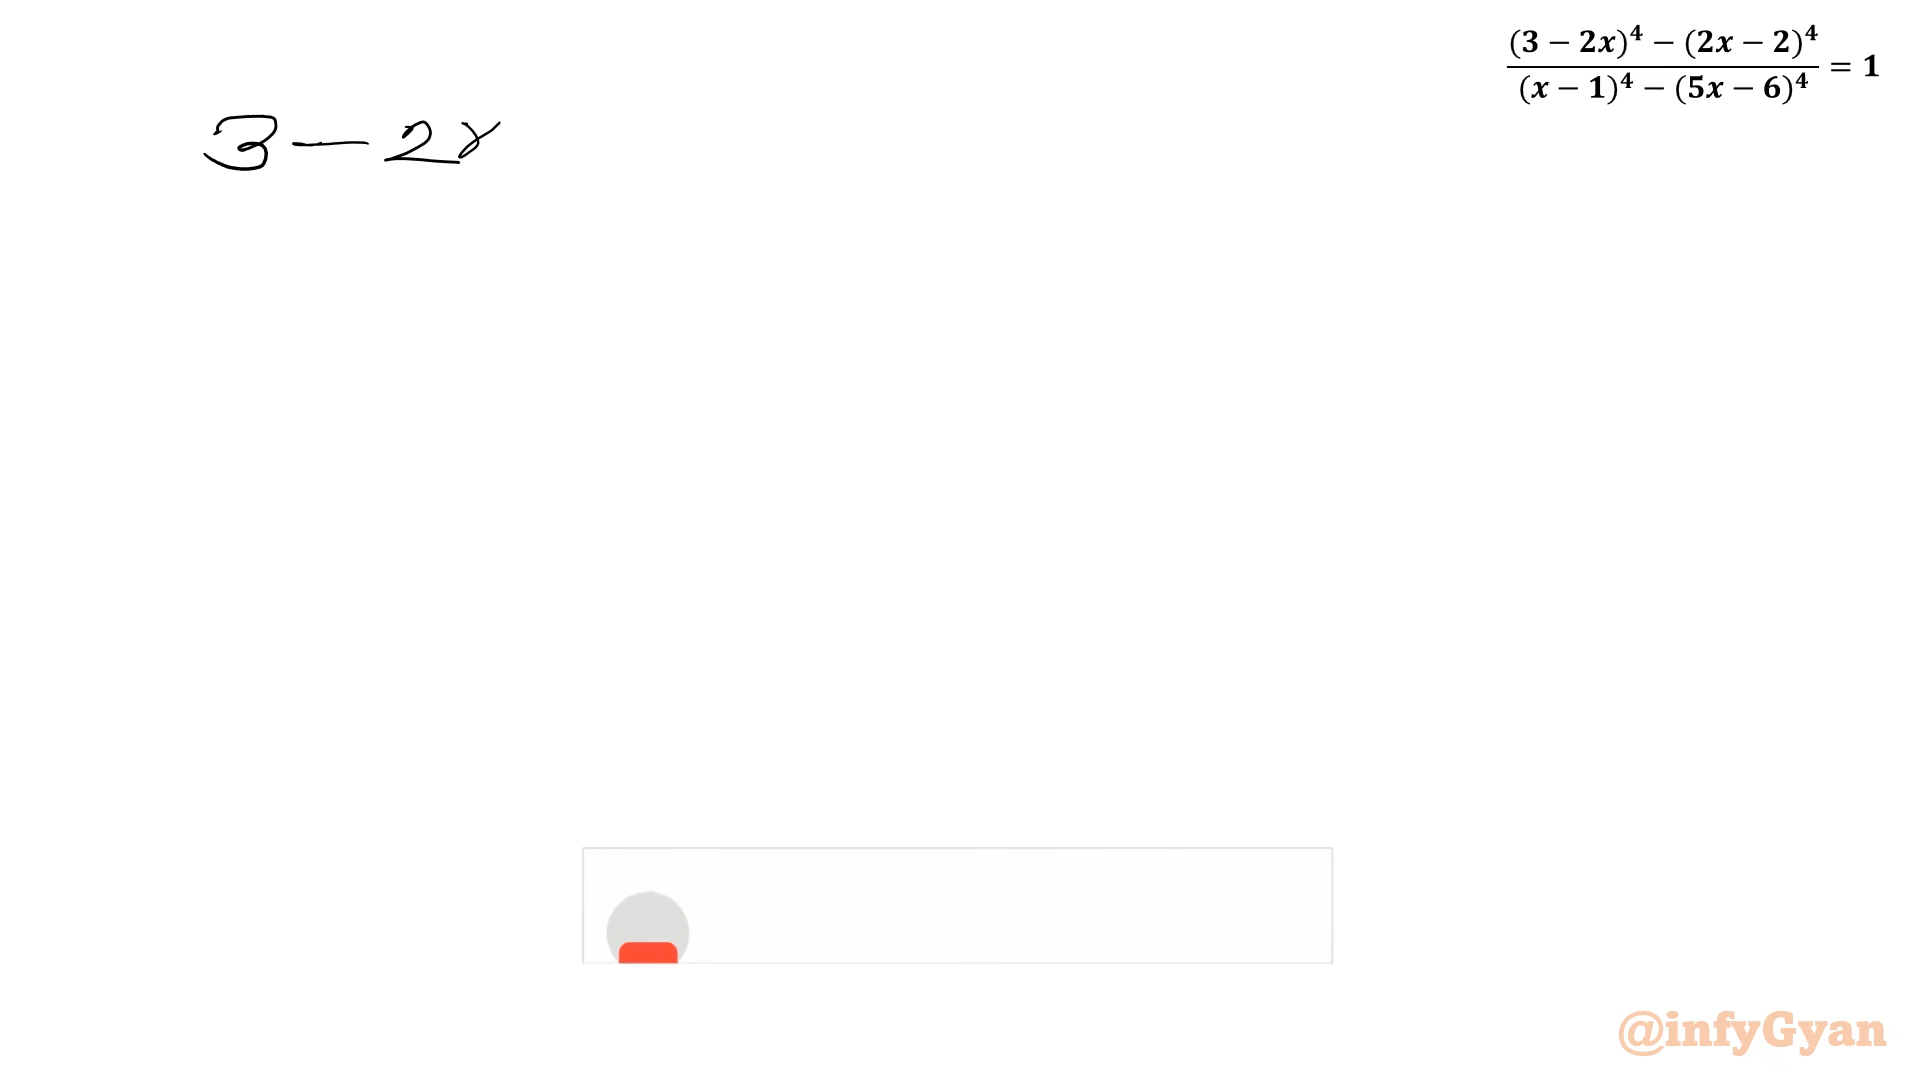 (3 − 2x)⁴ − (2x − 2)⁴ / (x − 1)⁴ − (5x − 6)⁴ = 1
3 − 2x
@infyGyan